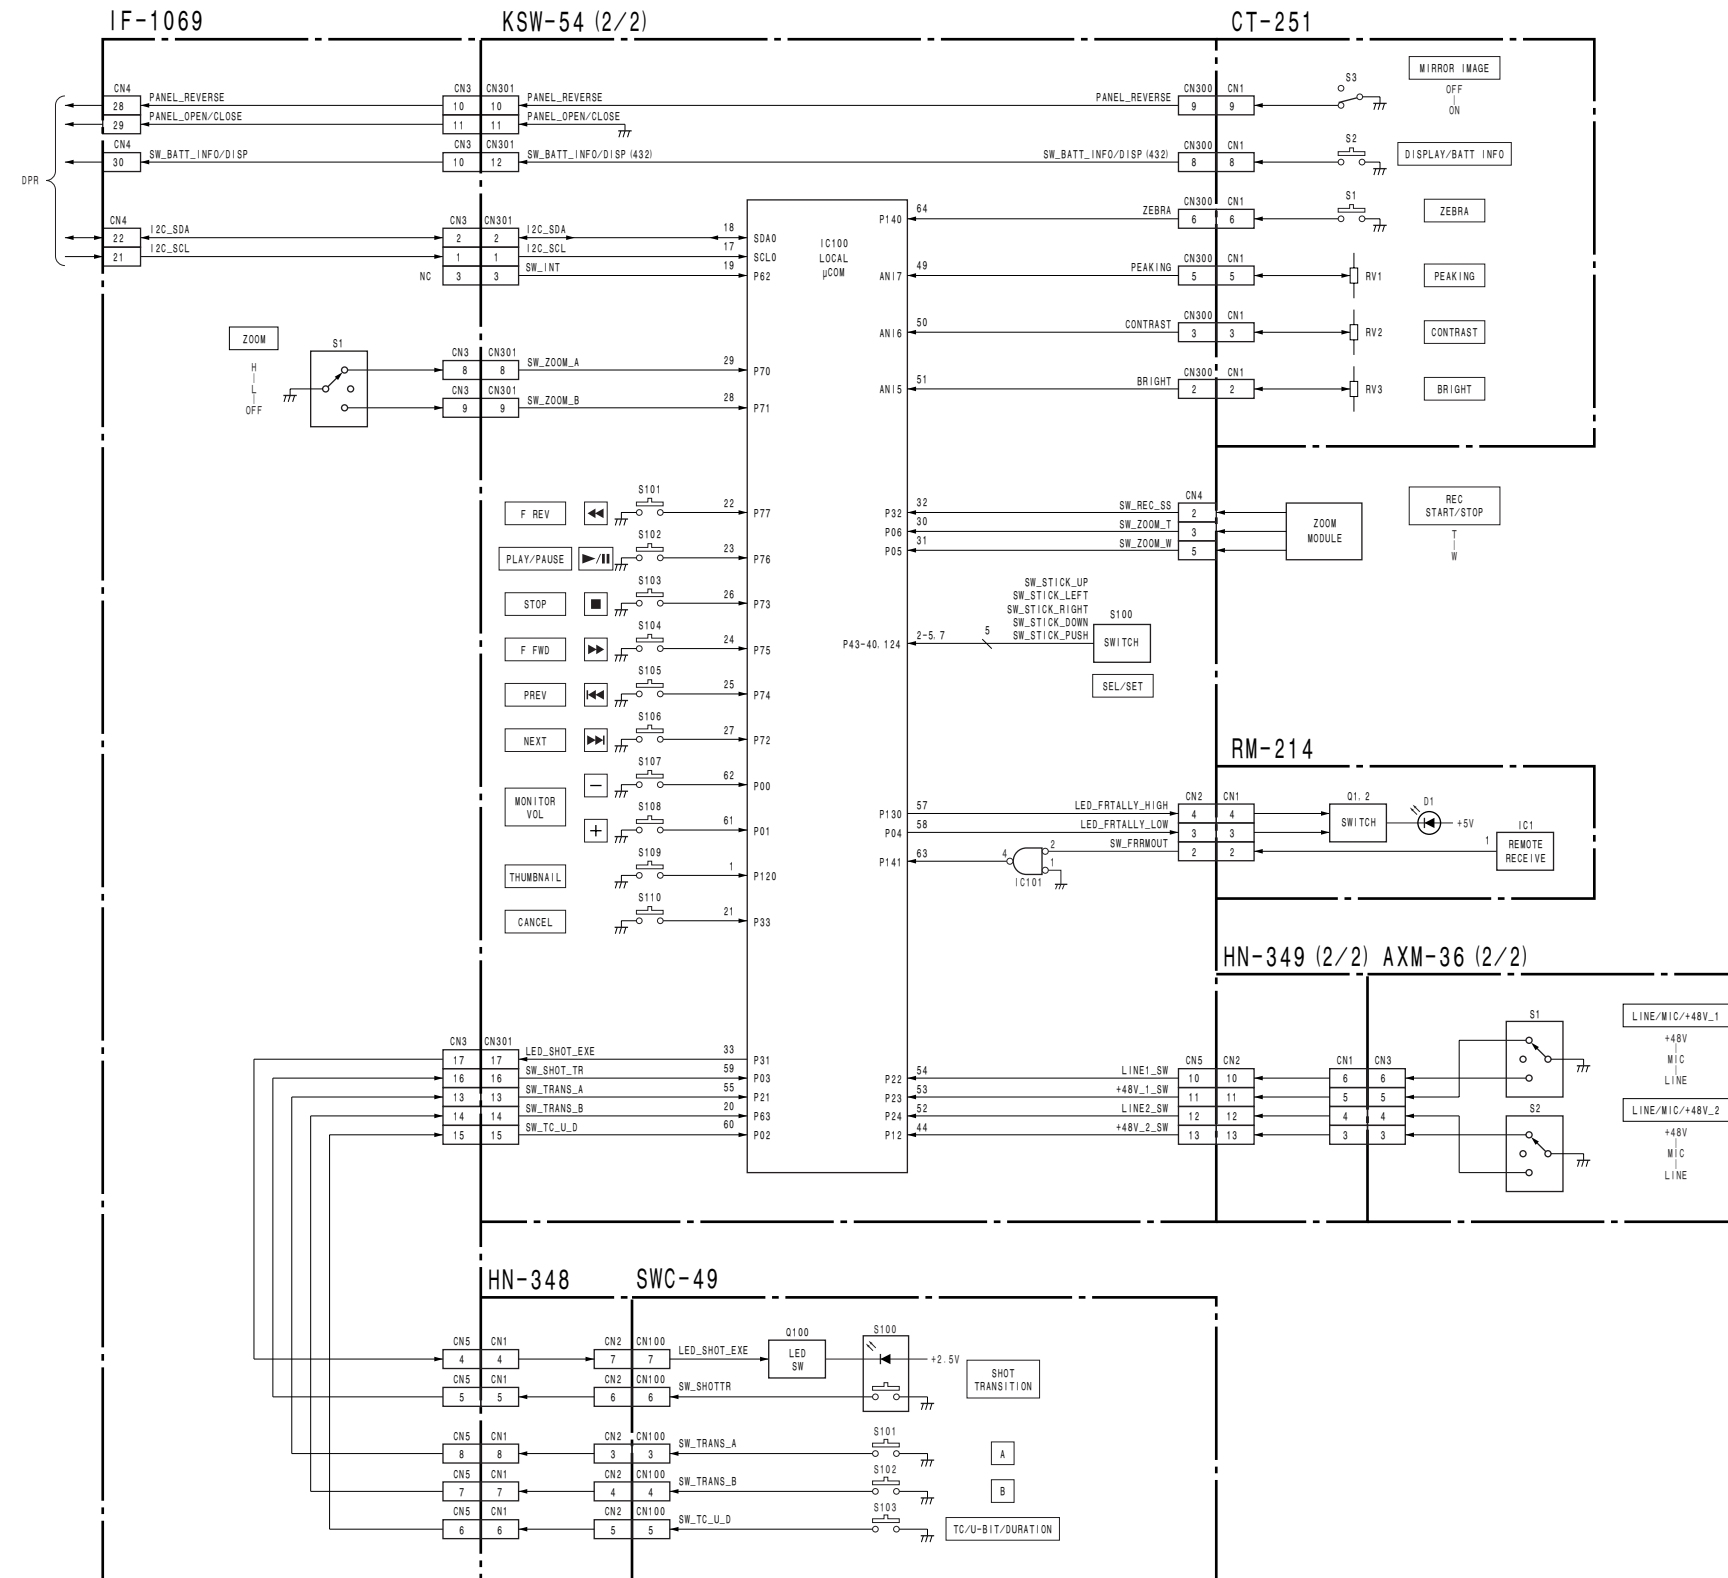 IF-1069
KSW-54 (2/2)
CT-251
DPR
CN4
28 PANEL_REVERSE
29 PANEL_OPEN/CLOSE
CN4
30 SW_BATT_INFO/DISP
CN4
22 I2C_SDA
21 I2C_SCL
CN3 CN301
10 10 PANEL_REVERSE
11 11 PANEL_OPEN/CLOSE
CN3 CN301
10 12 SW_BATT_INFO/DISP (432)
CN3 CN301
2 2 I2C_SDA 18 SDA0
1 1 I2C_SCL 17 SCL0
NC 3 3 SW_INT 19 P62
ZOOM
H
L
OFF
S1
CN3 CN301
8 8 SW_ZOOM_A 29 P70
CN3 CN301
9 9 SW_ZOOM_B 28 P71
IC100
LOCAL
μCOM
PANEL_REVERSE CN300 CN1
9 9
S3
MIRROR IMAGE
OFF
ON
SW_BATT_INFO/DISP (432) CN300 CN1
8 8
S2
DISPLAY/BATT INFO
P140 64 ZEBRA CN300 CN1
6 6
S1
ZEBRA
ANI7 49 PEAKING CN300 CN1
5 5
RV1
PEAKING
ANI6 50 CONTRAST CN300 CN1
3 3
RV2
CONTRAST
ANI5 51 BRIGHT CN300 CN1
2 2
RV3
BRIGHT
F REV S101 22 P77
PLAY/PAUSE S102 23 P76
STOP S103 26 P73
F FWD S104 24 P75
PREV S105 25 P74
NEXT S106 27 P72
MONITOR
VOL
− S107 62 P00
+ S108 61 P01
THUMBNAIL S109 1 P120
CANCEL S110 21 P33
CN4
P32 32 SW_REC_SS 2
P06 30 SW_ZOOM_T 3
P05 31 SW_ZOOM_W 5
ZOOM
MODULE
REC
START/STOP
T
W
SW_STICK_UP
SW_STICK_LEFT
SW_STICK_RIGHT
SW_STICK_DOWN
SW_STICK_PUSH
P43-40, 124 2-5, 7 5
S100
SWITCH
SEL/SET
RM-214
CN2 CN1
P130 57 LED_FRTALLY_HIGH 4 4
P04 58 LED_FRTALLY_LOW 3 3
P141 63 4 IC101 2 1 SW_FRRMOUT 2 2
Q1, 2
SWITCH
D1
+5V
IC1
1 REMOTE
RECEIVE
HN-349 (2/2) AXM-36 (2/2)
CN3 CN301
17 17 LED_SHOT_EXE 33 P31
16 16 SW_SHOT_TR 59 P03
13 13 SW_TRANS_A 55 P21
14 14 SW_TRANS_B 20 P63
15 15 SW_TC_U_D 60 P02
CN5 CN2 CN1 CN3
P22 54 LINE1_SW 10 10 6 6
P23 53 +48V_1_SW 11 11 5 5
P24 52 LINE2_SW 12 12 4 4
P12 44 +48V_2_SW 13 13 3 3
S1
LINE/MIC/+48V_1
+48V
MIC
LINE
S2
LINE/MIC/+48V_2
+48V
MIC
LINE
HN-348
SWC-49
CN5 CN1 CN2 CN100
4 4 7 7 LED_SHOT_EXE
Q100
LED
SW
S100
+2.5V
SHOT
TRANSITION
CN5 CN1 CN2 CN100
5 5 6 6 SW_SHOTTR
CN5 CN1 CN2 CN100
8 8 3 3 SW_TRANS_A S101 A
CN5 CN1 CN2 CN100
7 7 4 4 SW_TRANS_B S102 B
CN5 CN1 CN2 CN100
6 6 5 5 SW_TC_U_D S103 TC/U-BIT/DURATION